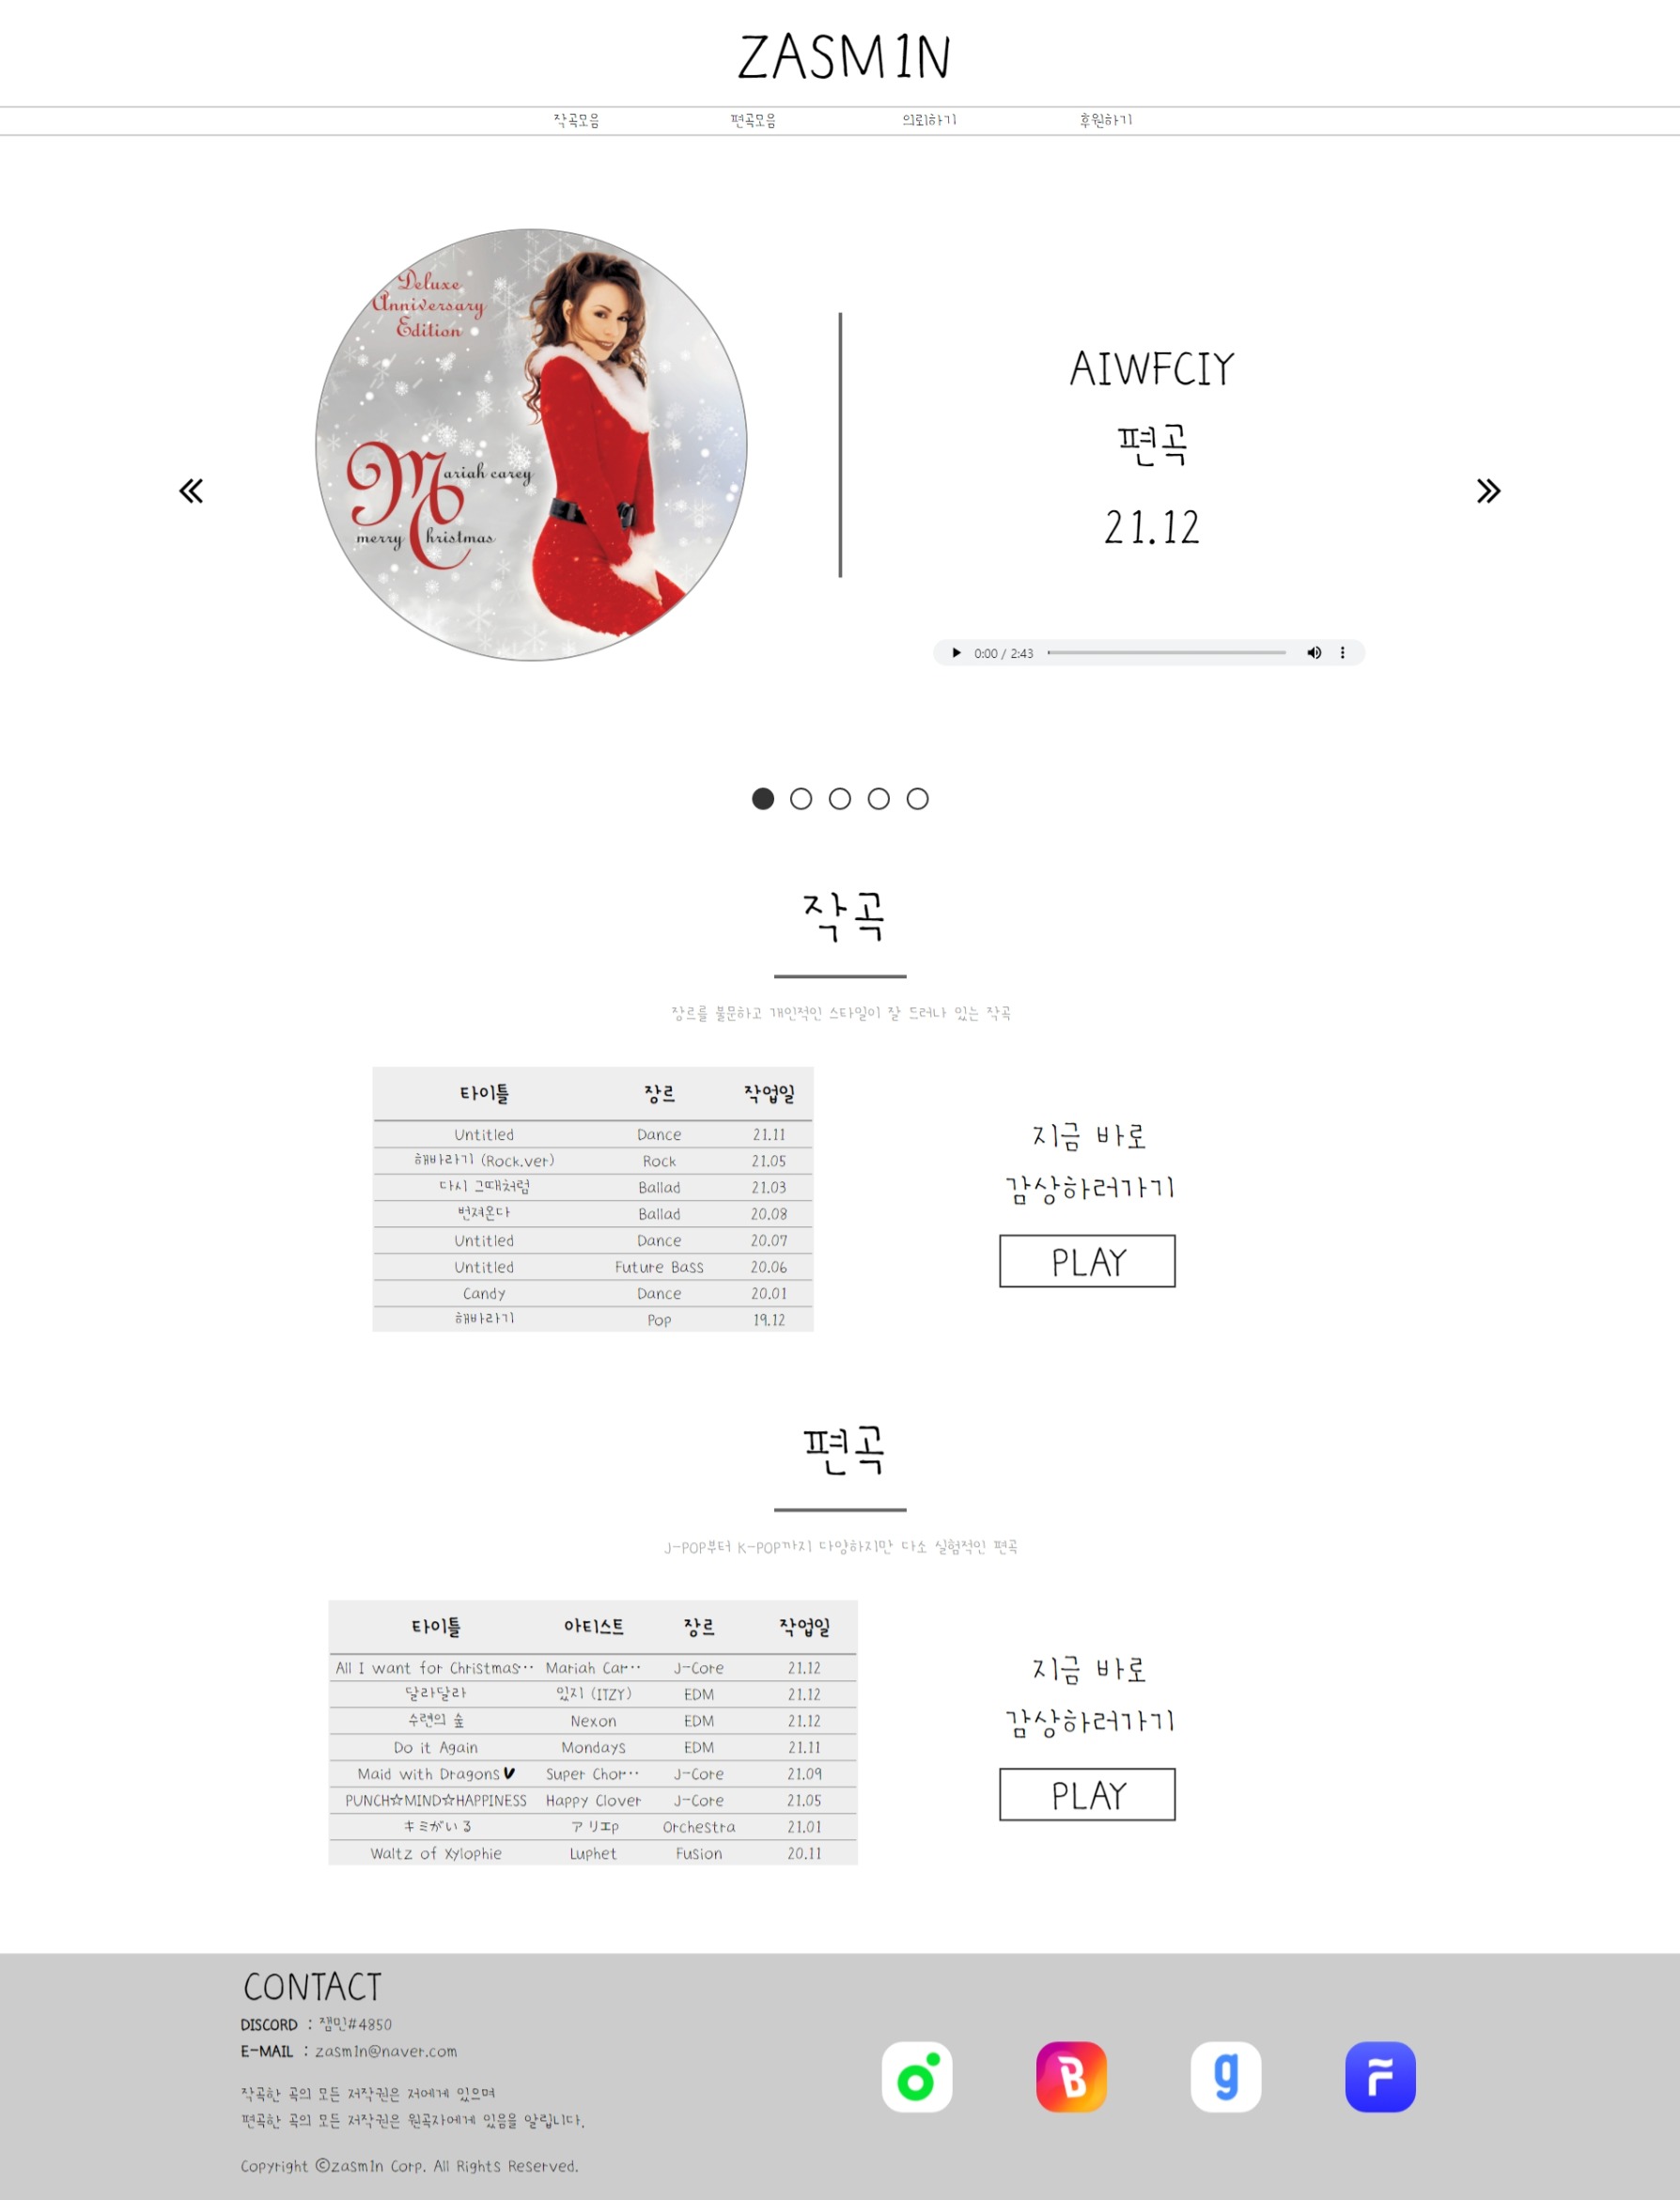 ZASM1N
작곡모음 편곡모음 의뢰하기 후원하기
Deluxe
Anniversary
Edition
Mariah carey
merry Christmas
AIWFCIY
편곡
21.12
0:00 / 2:43
작곡
장르를 불문하고 개인적인 스타일이 잘 드러나 있는 작곡
타이틀 장르 작업일
Untitled Dance 21.11
해바라기 (Rock.ver) Rock 21.05
다시 그때처럼 Ballad 21.03
번져온다 Ballad 20.08
Untitled Dance 20.07
Untitled Future Bass 20.06
Candy Dance 20.01
해바라기 Pop 19.12
지금 바로
감상하러가기
PLAY
편곡
J-POP부터 K-POP까지 다양하지만 다소 실험적인 편곡
타이틀 아티스트 장르 작업일
All I want for Christmas… Mariah Car… J-Core 21.12
달라달라 있지 (ITZY) EDM 21.12
수련의 숲 Nexon EDM 21.12
Do it Again Mondays EDM 21.11
Maid with Dragons♥ Super Chor… J-Core 21.09
PUNCH☆MIND☆HAPPINESS Happy Clover J-Core 21.05
キミがいる アリエp Orchestra 21.01
Waltz of Xylophie Luphet Fusion 20.11
지금 바로
감상하러가기
PLAY
CONTACT
DISCORD : 잼민#4850
E-MAIL : zasm1n@naver.com
작곡한 곡의 모든 저작권은 저에게 있으며
편곡한 곡의 모든 저작권은 원곡자에게 있음을 알립니다.
Copyright ⓒzasm1n Corp. All Rights Reserved.